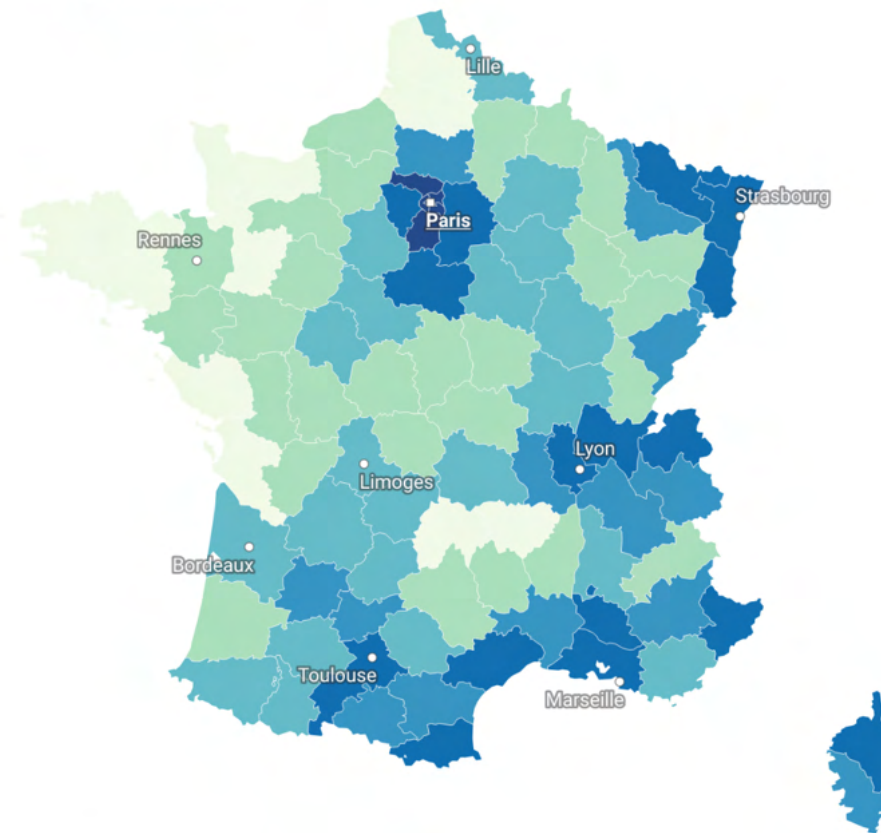 Lille
Strasbourg
Paris
Rennes
Lyon
Limoges
Bordeaux
Toulouse
Marseille